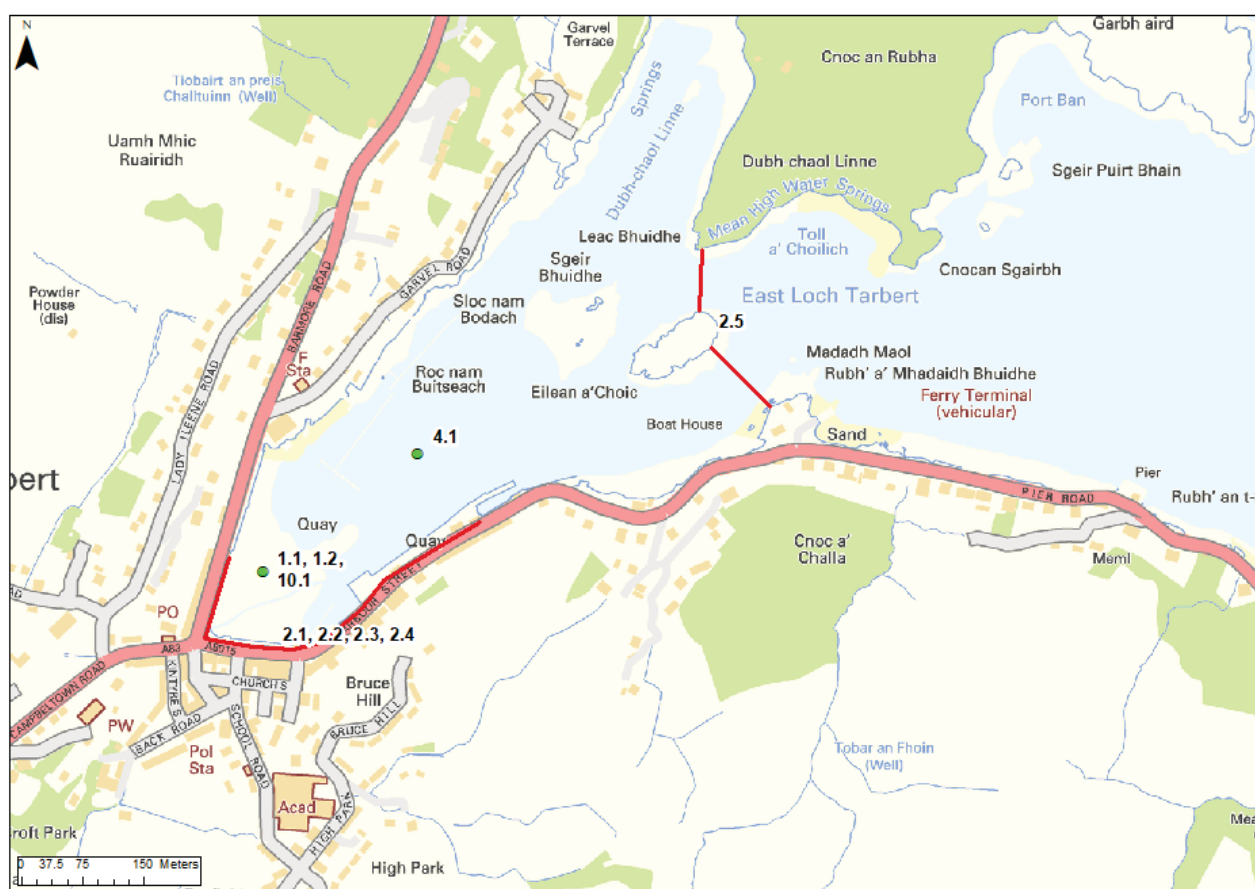 N
Garvel
Terrace
Garbh aird
Cnoc an Rubha
Tiobairt an preis
Challtuinn (Well)
Springs
Port Ban
Uamh Mhic
Ruairidh
Dubh-chaol Linne
Dubh-chaol Linne
Sgeir Puirt Bhain
Mean High Water Springs
Leac Bhuidhe
Toll
a' Choilich
Sgeir
Bhuidhe
Cnocan Sgairbh
GARVEL ROAD
Powder
House
(dis)
East Loch Tarbert
Sloc nam
Bodach
BARMORE ROAD
2.5
Madadh Maol
F
Sta
Roc nam
Buitseach
Rubh' a' Mhadaidh Bhuidhe
Eilean a'Choic
Ferry Terminal
(vehicular)
LADY ILEENE ROAD
Boat House
Sand
4.1
bert
Pier
PIER ROAD
Rubh' an t-
Quay
Quay
Cnoc a'
Challa
1.1, 1.2,
10.1
Meml
STREET
PO
2.1, 2.2, 2.3, 2.4
A83
A8015
CAMPBELTOWN ROAD
KINTYRE S
CHURCH S
Bruce
Hill
BRUCE HILL
PW
BACK ROAD
SCHOOL ROAD
Pol
Sta
Tobar an Fhoin
(Well)
Acad
HIGH PARK
Mea
roft Park
High Park
0 37.5 75 150 Meters